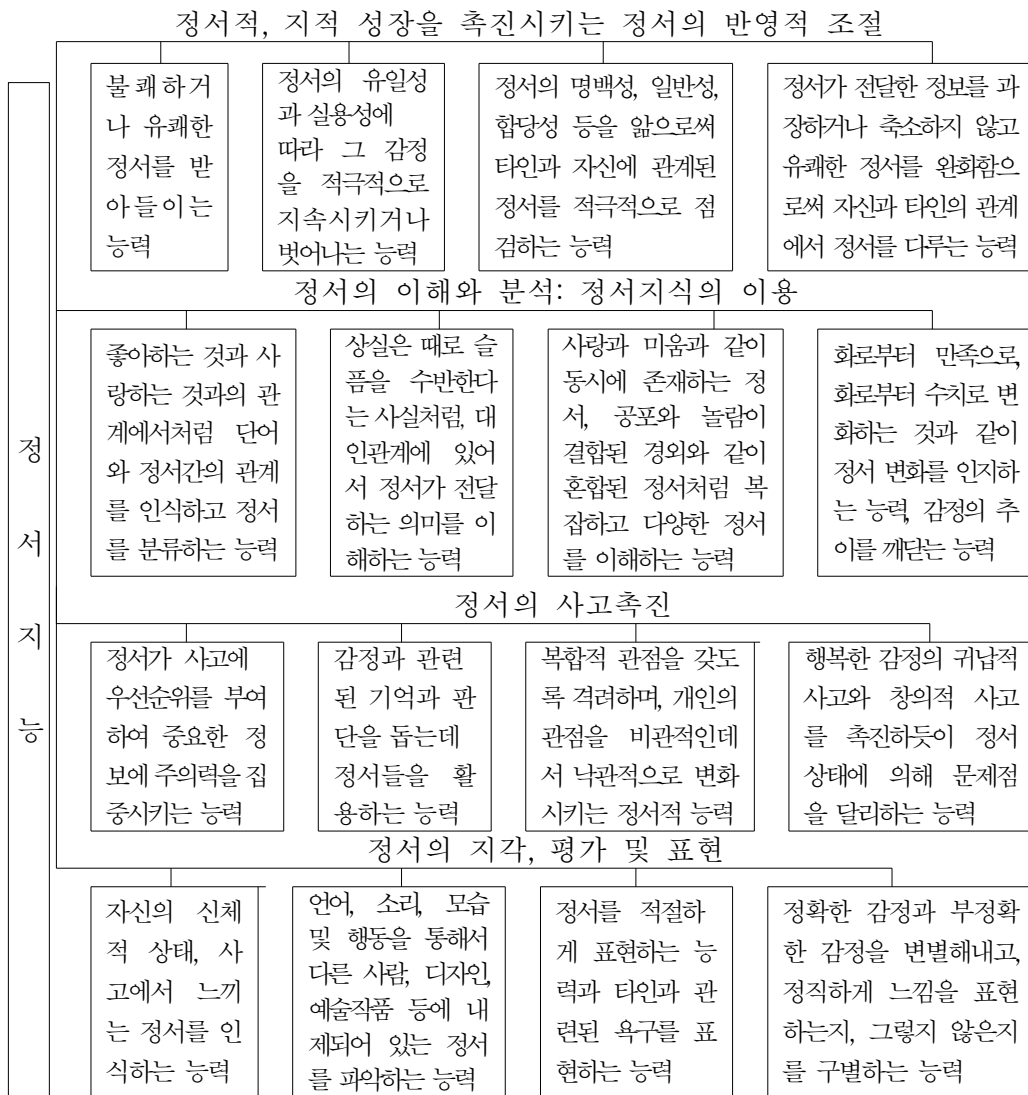 정서적, 지적 성장을 촉진시키는 정서의 반영적 조절
불쾌하거
나 유쾌한
정서를 받
아들이는
능력
정서의 유일성
과 실용성에
따라 그 감정
을 적극적으로
지속시키거나
벗어나는 능력
정서의 명백성, 일반성,
합당성 등을 앎으로써
타인과 자신에 관계된
정서를 적극적으로 점
검하는 능력
정서가 전달한 정보를 과
장하거나 축소하지 않고
유쾌한 정서를 완화함으
로써 자신과 타인의 관계
에서 정서를 다루는 능력
정서의 이해와 분석: 정서지식의 이용
좋아하는 것과 사
랑하는 것과의 관
계에서처럼 단어
와 정서간의 관계
를 인식하고 정서
를 분류하는 능력
상실은 때로 슬
픔을 수반한다
는 사실처럼, 대
인관계에 있어
서 정서가 전달
하는 의미를 이
해하는 능력
사랑과 미움과 같이
동시에 존재하는 정
서, 공포와 놀람이
결합된 경외와 같이
혼합된 정서처럼 복
잡하고 다양한 정서
를 이해하는 능력
화로부터 만족으로,
화로부터 수치로 변
화하는 것과 같이
정서 변화를 인지하
는 능력, 감정의 추
이를 깨닫는 능력
정서의 사고촉진
정서가 사고에
우선순위를 부여
하여 중요한 정
보에 주의력을 집
중시키는 능력
감정과 관련
된 기억과 판
단을 돕는데
정서들을 활
용하는 능력
복합적 관점을 갖도
록 격려하며, 개인의
관점을 비관적인데
서 낙관적으로 변화
시키는 정서적 능력
행복한 감정의 귀납적
사고와 창의적 사고
를 촉진하듯이 정서
상태에 의해 문제점
을 달리하는 능력
정서의 지각, 평가 및 표현
자신의 신체
적 상태, 사
고에서 느끼
는 정서를 인
식하는 능력
언어, 소리, 모습
및 행동을 통해서
다른 사람, 디자인,
예술작품 등에 내
제되어 있는 정서
를 파악하는 능력
정서를 적절하
게 표현하는 능
력과 타인과 관
련된 욕구를 표
현하는 능력
정확한 감정과 부정확
한 감정을 변별해내고,
정직하게 느낌을 표현
하는지, 그렇지 않은지
를 구별하는 능력
정
서
지
능